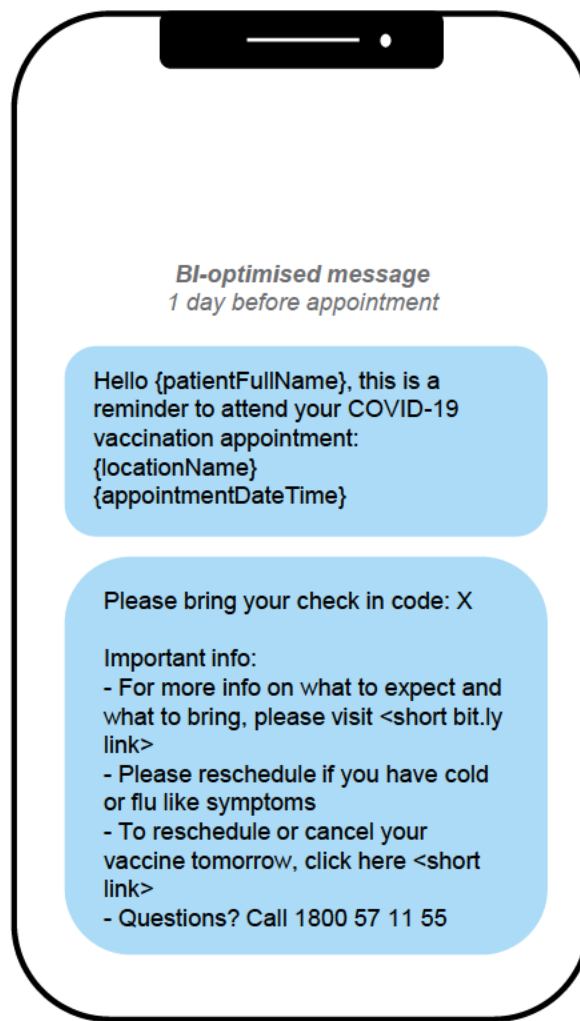 BI-optimised message
1 day before appointment
Hello {patientFullName}, this is a
reminder to attend your COVID-19
vaccination appointment:
{locationName}
{appointmentDateTime}
Please bring your check in code: X
Important info:
- For more info on what to expect and
what to bring, please visit <short bit.ly
link>
- Please reschedule if you have cold
or flu like symptoms
- To reschedule or cancel your
vaccine tomorrow, click here <short
link>
- Questions? Call 1800 57 11 55